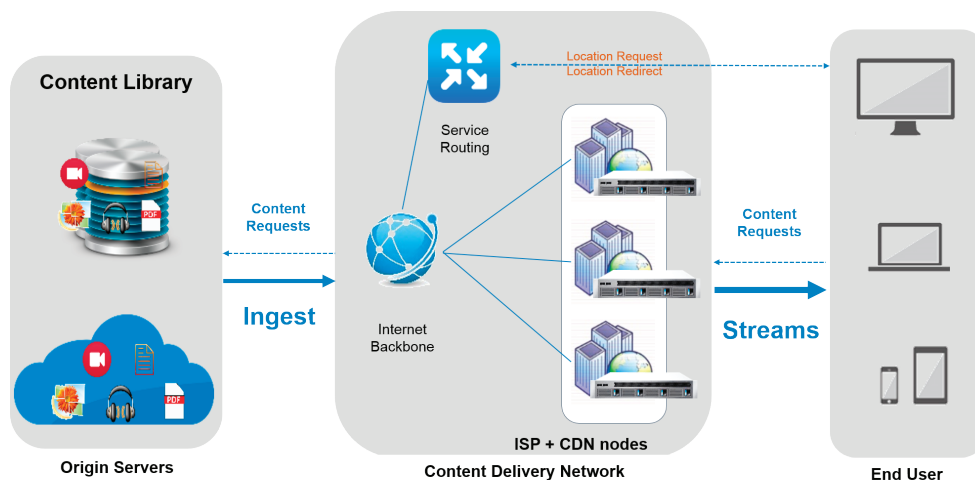 Content Library
PDF
PDF
Origin Servers
Content
Requests
Ingest
Service
Routing
Location Request
Location Redirect
Internet
Backbone
ISP + CDN nodes
Content Delivery Network
Content
Requests
Streams
End User